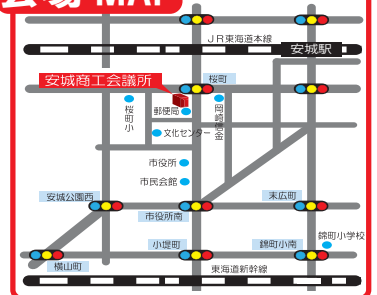 会場 MAP
JR東海道本線
安城駅
安城商工会議所
桜町
桜町小
郵便局
岡崎信金
文化センター
市役所
市民会館
安城公園西
市役所南
末広町
錦町小学校
小堤町
錦町小南
横山町
東海道新幹線